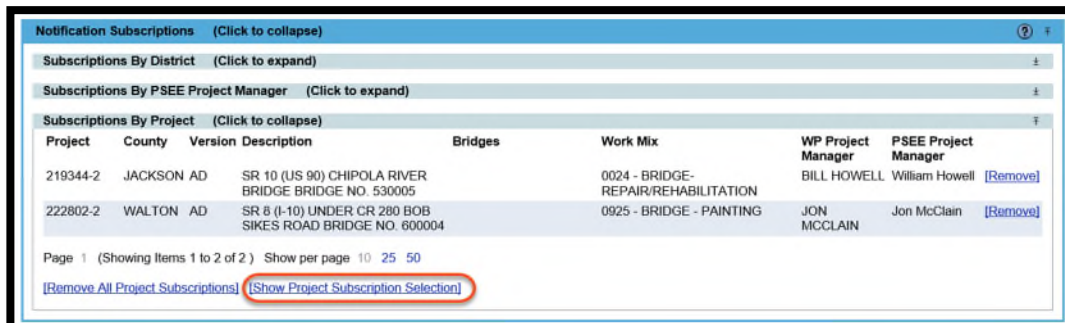 Notification Subscriptions (Click to collapse)
Subscriptions By District (Click to expand)
Subscriptions By PSEE Project Manager (Click to expand)
Subscriptions By Project (Click to collapse)
Project County Version Description Bridges Work Mix WP Project Manager PSEE Project Manager
219344-2 JACKSON AD SR 10 (US 90) CHIPOLA RIVER BRIDGE BRIDGE NO. 530005 0024 - BRIDGE-REPAIR/REHABILITATION BILL HOWELL William Howell [Remove]
222802-2 WALTON AD SR 8 (I-10) UNDER CR 280 BOB SIKES ROAD BRIDGE NO. 600004 0925 - BRIDGE - PAINTING JON MCCLAIN Jon McClain [Remove]
Page 1 (Showing Items 1 to 2 of 2 ) Show per page 10 25 50
[Remove All Project Subscriptions] [Show Project Subscription Selection]